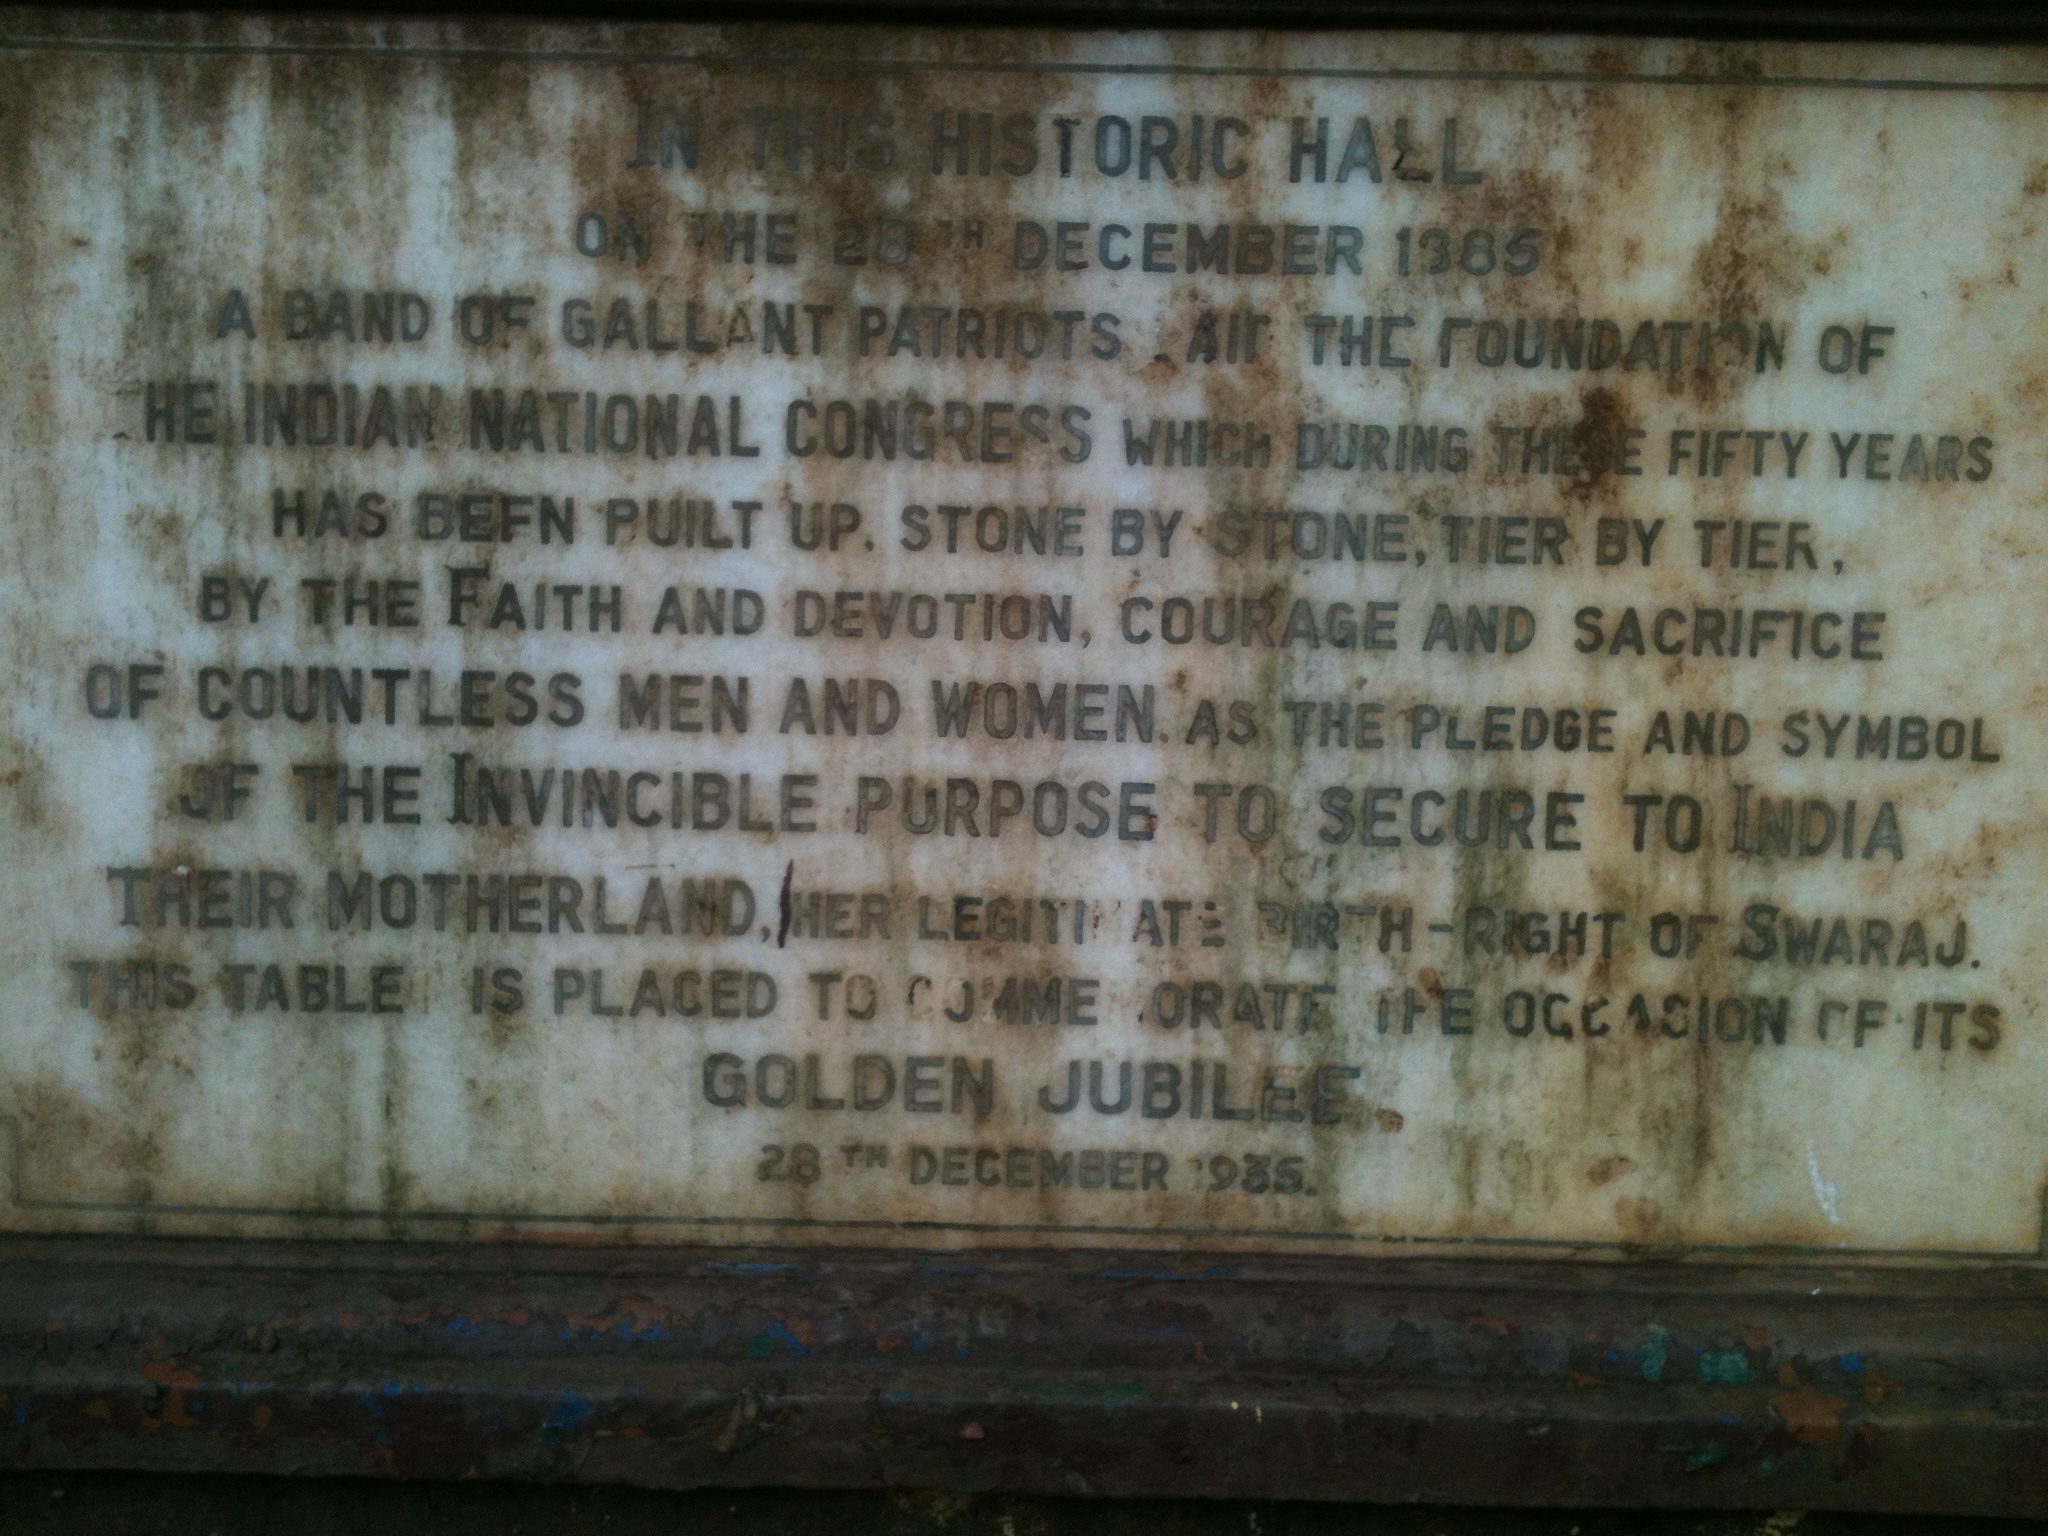 IN THIS HISTORIC HALL
ON THE 28TH DECEMBER 1885
A BAND OF GALLANT PATRIOTS LAID THE FOUNDATION OF
THE INDIAN NATIONAL CONGRESS WHICH DURING THESE FIFTY YEARS
HAS BEEN BUILT UP. STONE BY STONE, TIER BY TIER,
BY THE FAITH AND DEVOTION, COURAGE AND SACRIFICE
OF COUNTLESS MEN AND WOMEN. AS THE PLEDGE AND SYMBOL
OF THE INVINCIBLE PURPOSE TO SECURE TO INDIA
THEIR MOTHERLAND, HER LEGITIMATE BIRTH-RIGHT OF SWARAJ.
THIS TABLET IS PLACED TO COMMEMORATE THE OCCASION OF ITS
GOLDEN JUBILEE.
28TH DECEMBER 1935.